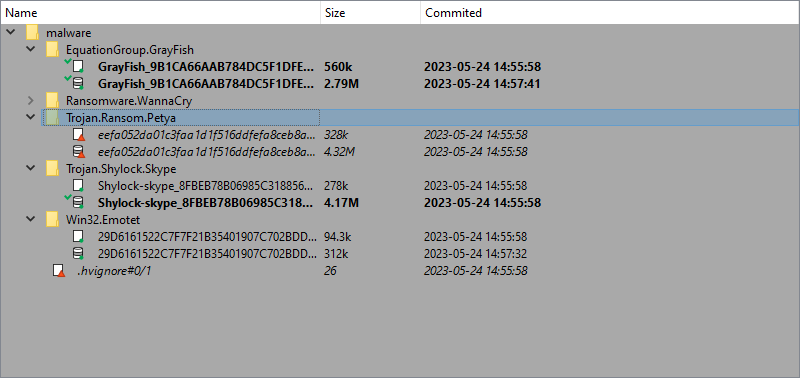 Name Size Commited
malware
EquationGroup.GrayFish
GrayFish_9B1CA66AAB784DC5F1DFE... 560k 2023-05-24 14:55:58
GrayFish_9B1CA66AAB784DC5F1DFE... 2.79M 2023-05-24 14:57:41
Ransomware.WannaCry
Trojan.Ransom.Petya
eefa052da01c3faa1d1f516ddfefa8ceb8a... 328k 2023-05-24 14:55:58
eefa052da01c3faa1d1f516ddfefa8ceb8a... 4.32M 2023-05-24 14:55:58
Trojan.Shylock.Skype
Shylock-skype_8FBEB78B06985C318856... 278k 2023-05-24 14:55:58
Shylock-skype_8FBEB78B06985C318... 4.17M 2023-05-24 14:55:58
Win32.Emotet
29D6161522C7F7F21B35401907C702BDD... 94.3k 2023-05-24 14:55:58
29D6161522C7F7F21B35401907C702BDD... 312k 2023-05-24 14:57:32
.hvignore#0/1 26 2023-05-24 14:55:58